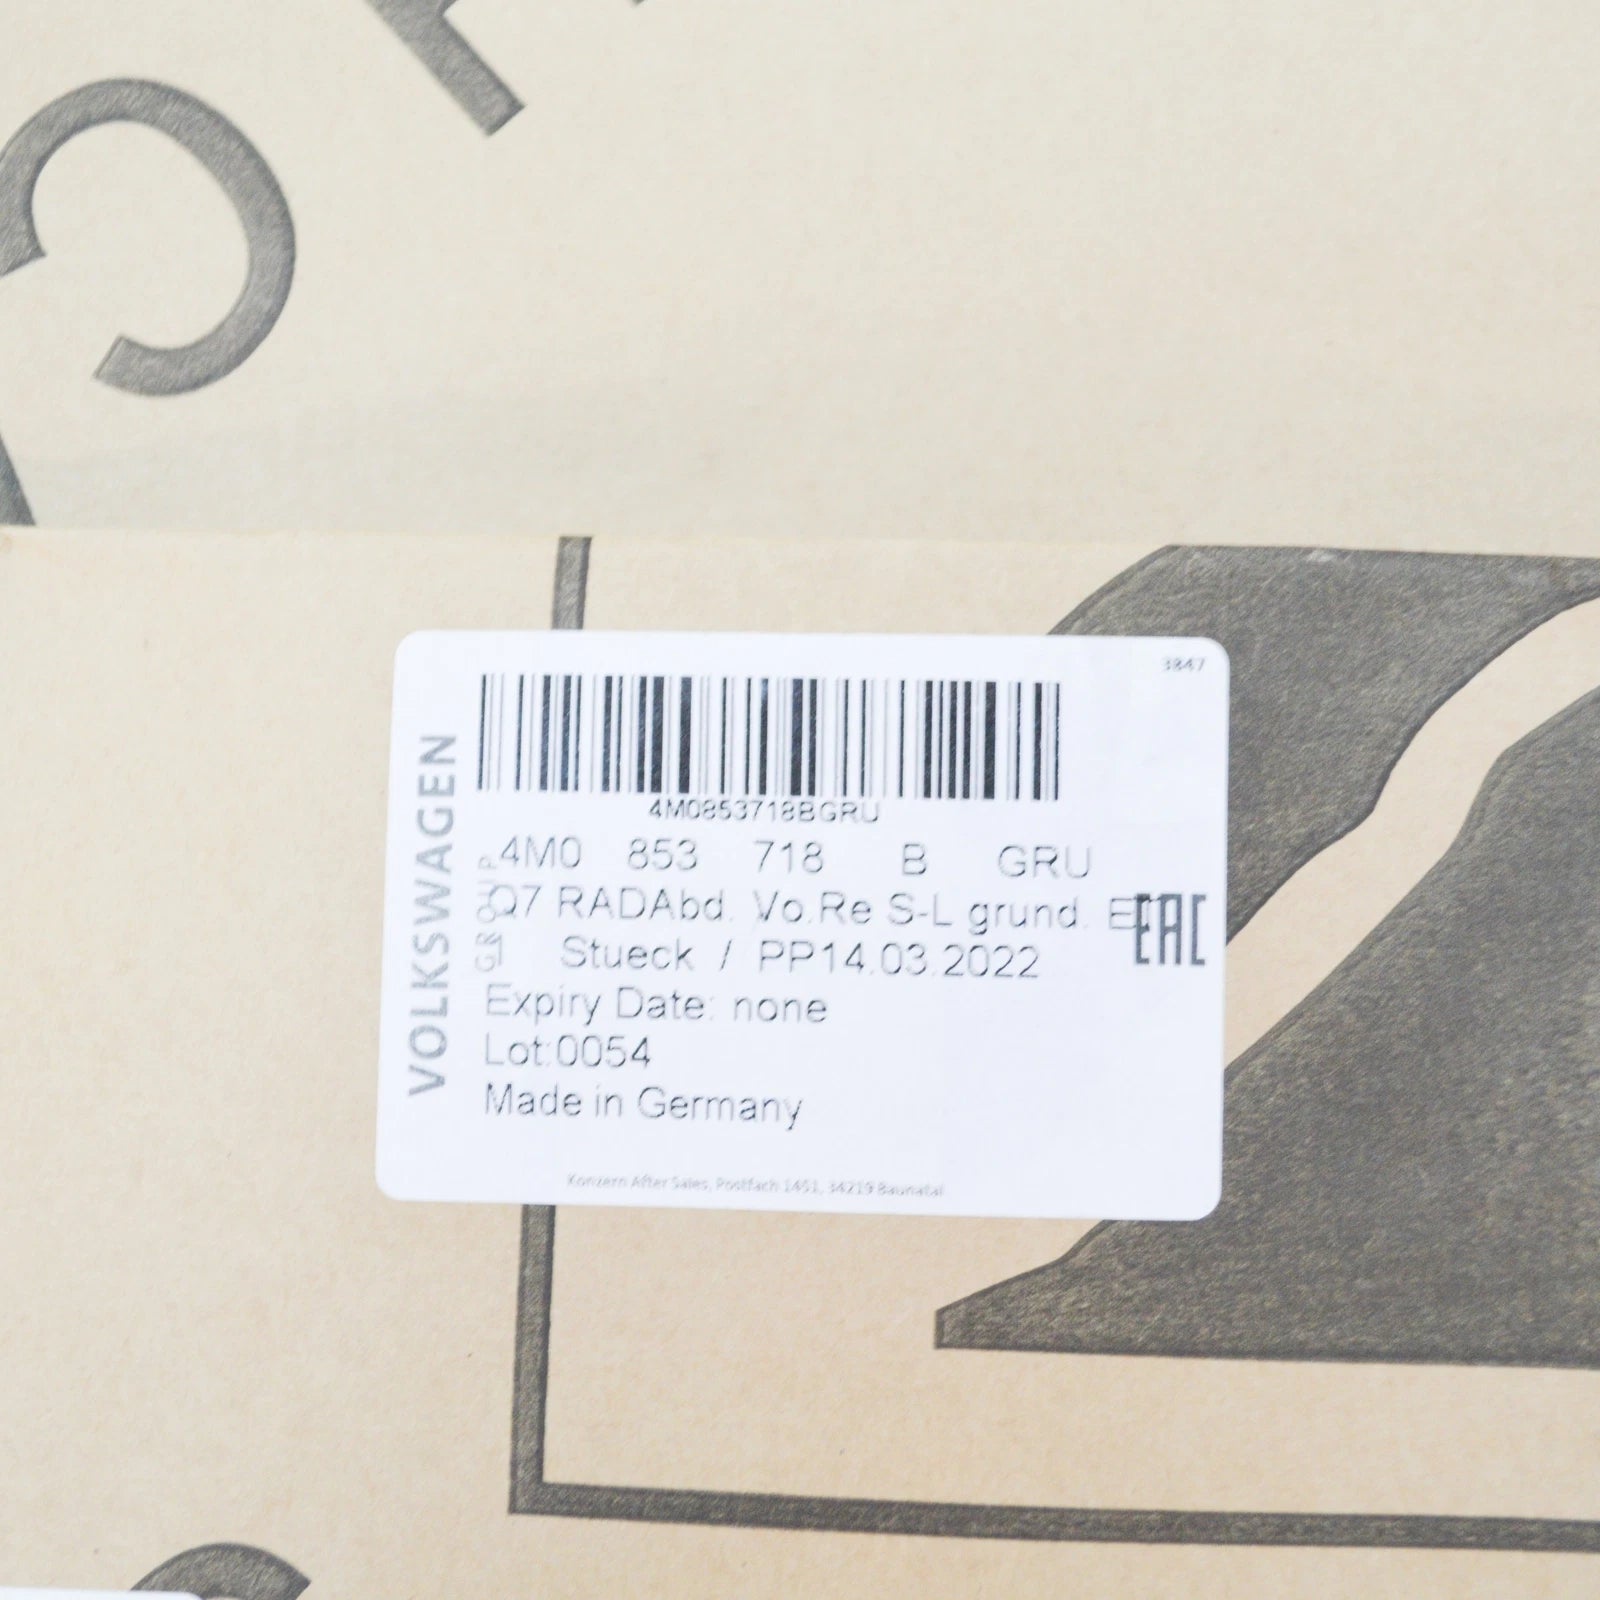 3847
4M0853718BGRU
VOLKSWAGEN
GROUP
4M0 853 718 B GRU
Q7 RADAbd. Vo.Re S-L grund.
EAC
1 Stueck / PP14.03.2022
Expiry Date: none
Lot:0054
Made in Germany
Konzern After Sales, Postfach 1451, 34219 Baunatal